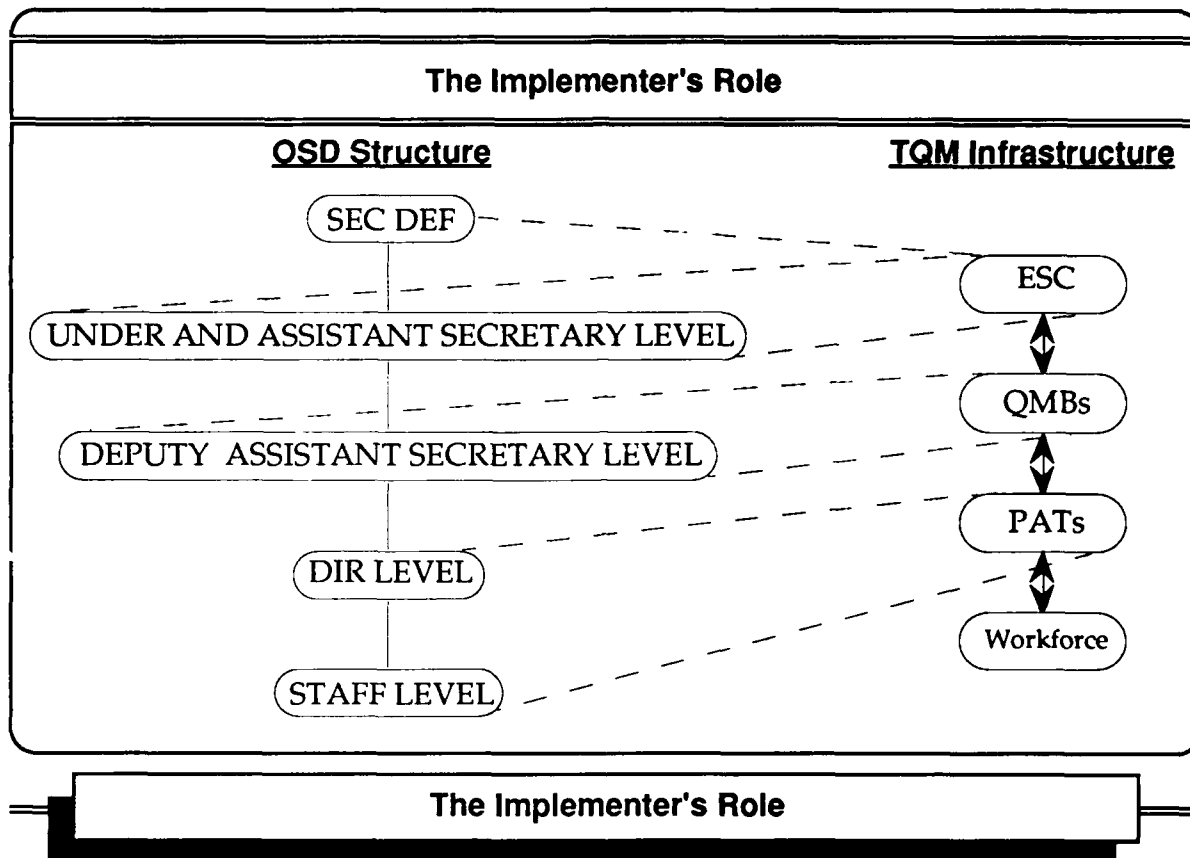 The Implementer's Role
OSD Structure
TQM Infrastructure
SEC DEF
ESC
UNDER AND ASSISTANT SECRETARY LEVEL
QMBs
DEPUTY ASSISTANT SECRETARY LEVEL
PATs
DIR LEVEL
Workforce
STAFF LEVEL
The Implementer's Role